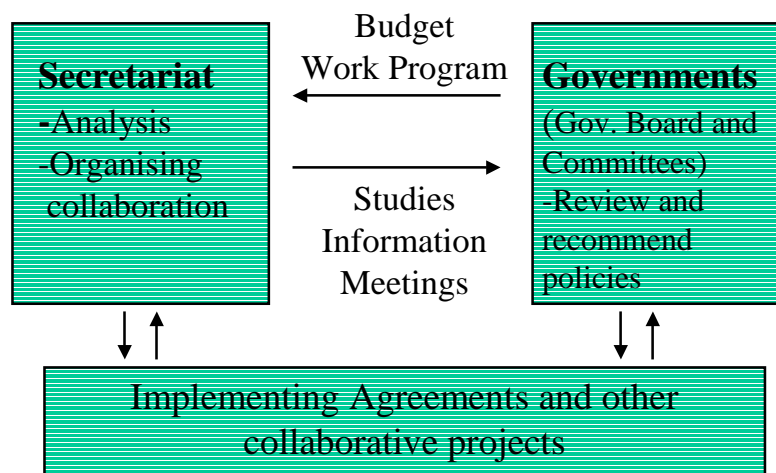 Budget
Work Program
Secretariat
-Analysis
-Organising
collaboration
Governments
(Gov. Board and
Committees)
-Review and
recommend
policies
Studies
Information
Meetings
Implementing Agreements and other
collaborative projects